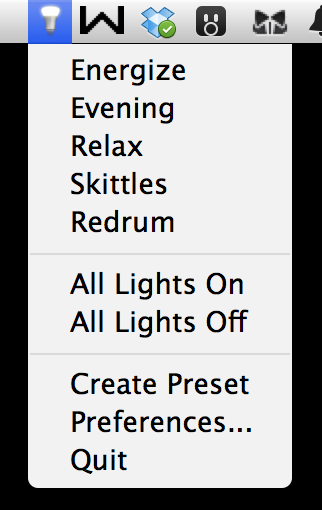 Energize
Evening
Relax
Skittles
Redrum
All Lights On
All Lights Off
Create Preset
Preferences...
Quit